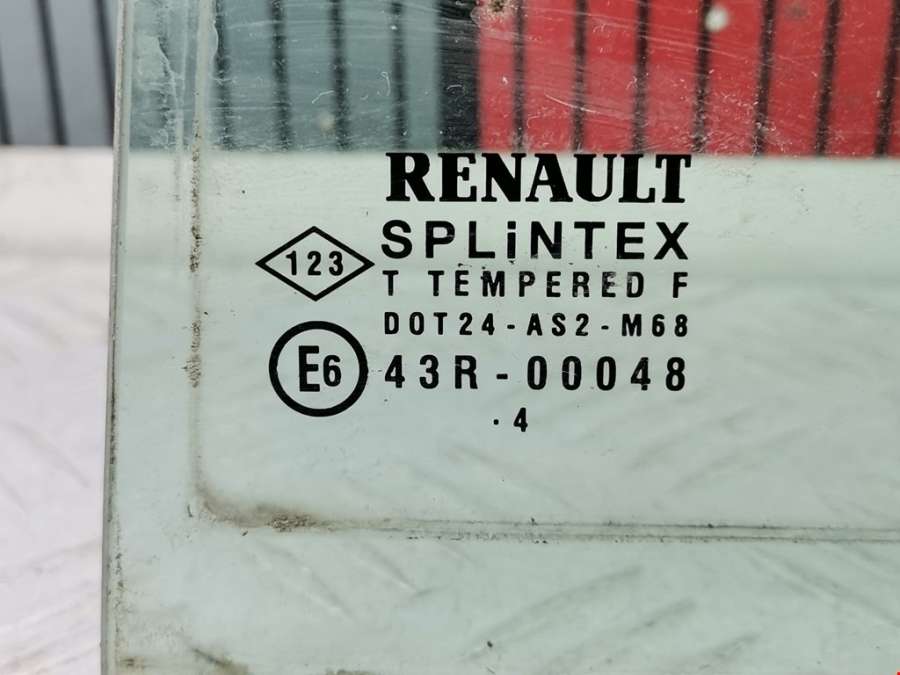 RENAULT
SPLiNTEX
123
T TEMPERED F
DOT24-AS2-M68
E6 43R-00048
.4